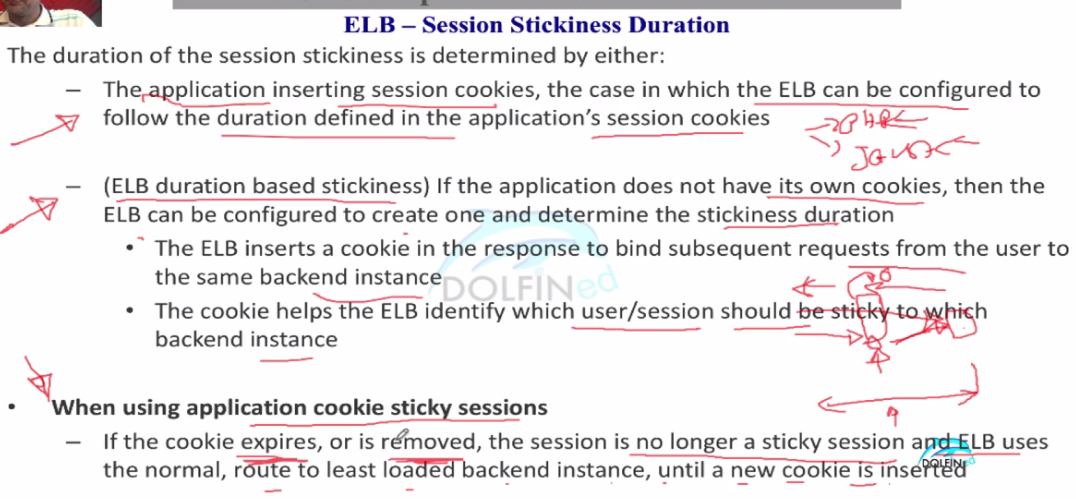 ELB – Session Stickiness Duration
The duration of the session stickiness is determined by either:
– The application inserting session cookies, the case in which the ELB can be configured to
follow the duration defined in the application's session cookies
PHP
JAVA
– (ELB duration based stickiness) If the application does not have its own cookies, then the
ELB can be configured to create one and determine the stickiness duration
• The ELB inserts a cookie in the response to bind subsequent requests from the user to
the same backend instance
DOLFINed
• The cookie helps the ELB identify which user/session should be sticky to which
backend instance
• When using application cookie sticky sessions
– If the cookie expires, or is removed, the session is no longer a sticky session and ELB uses
the normal, route to least loaded backend instance, until a new cookie is inserted
DOLFINed